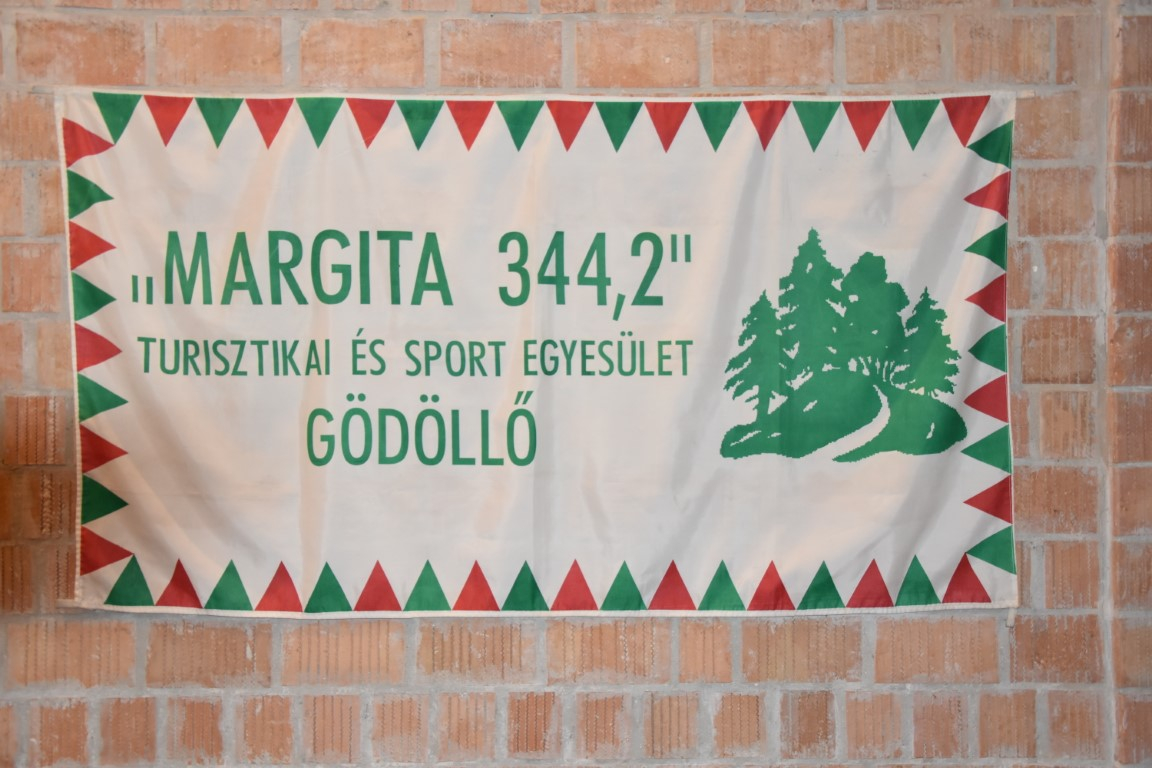 „MARGITA 344,2"
TURISZTIKAI ÉS SPORT EGYESÜLET
GÖDÖLLŐ